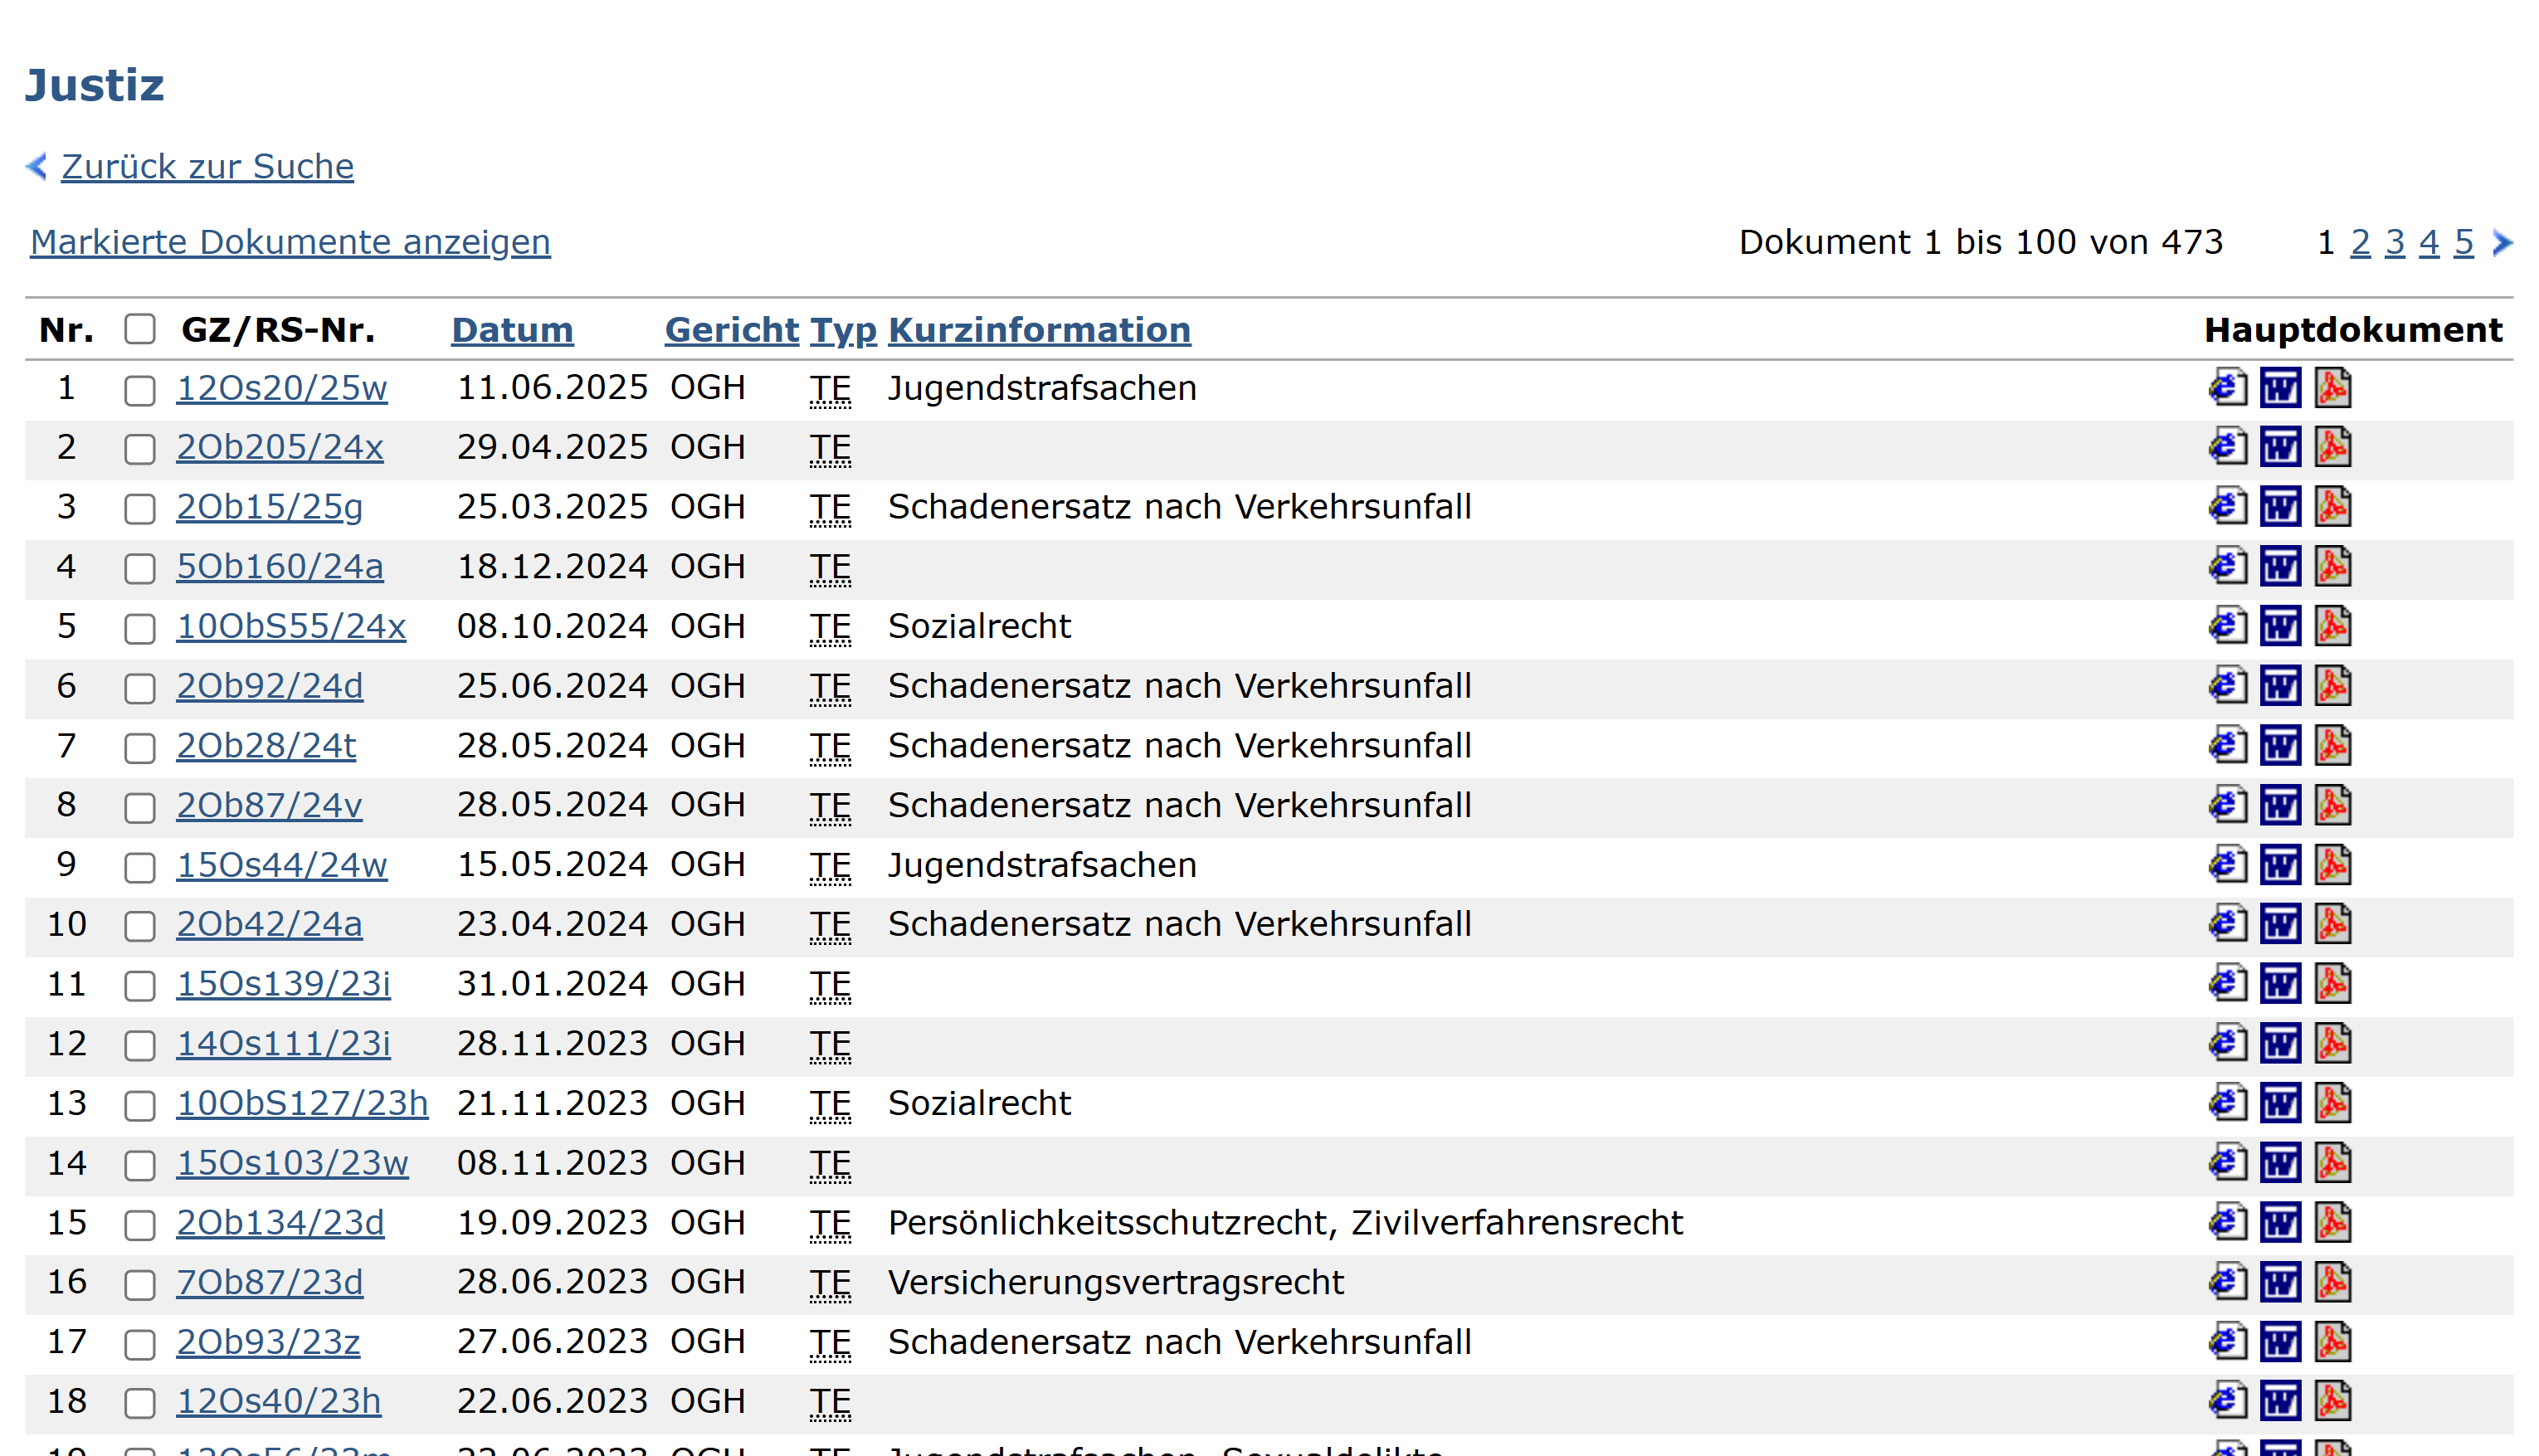 Justiz
Zurück zur Suche
Markierte Dokumente anzeigen Dokument 1 bis 100 von 473 1 2 3 4 5
Nr. GZ/RS-Nr. Datum Gericht Typ Kurzinformation Hauptdokument
1 12Os20/25w 11.06.2025 OGH TE Jugendstrafsachen
2 2Ob205/24x 29.04.2025 OGH TE
3 2Ob15/25g 25.03.2025 OGH TE Schadenersatz nach Verkehrsunfall
4 5Ob160/24a 18.12.2024 OGH TE
5 10ObS55/24x 08.10.2024 OGH TE Sozialrecht
6 2Ob92/24d 25.06.2024 OGH TE Schadenersatz nach Verkehrsunfall
7 2Ob28/24t 28.05.2024 OGH TE Schadenersatz nach Verkehrsunfall
8 2Ob87/24v 28.05.2024 OGH TE Schadenersatz nach Verkehrsunfall
9 15Os44/24w 15.05.2024 OGH TE Jugendstrafsachen
10 2Ob42/24a 23.04.2024 OGH TE Schadenersatz nach Verkehrsunfall
11 15Os139/23i 31.01.2024 OGH TE
12 14Os111/23i 28.11.2023 OGH TE
13 10ObS127/23h 21.11.2023 OGH TE Sozialrecht
14 15Os103/23w 08.11.2023 OGH TE
15 2Ob134/23d 19.09.2023 OGH TE Persönlichkeitsschutzrecht, Zivilverfahrensrecht
16 7Ob87/23d 28.06.2023 OGH TE Versicherungsvertragsrecht
17 2Ob93/23z 27.06.2023 OGH TE Schadenersatz nach Verkehrsunfall
18 12Os40/23h 22.06.2023 OGH TE
22.06.2023 OGH TE Jugendstrafsachen, Sexualdelikte